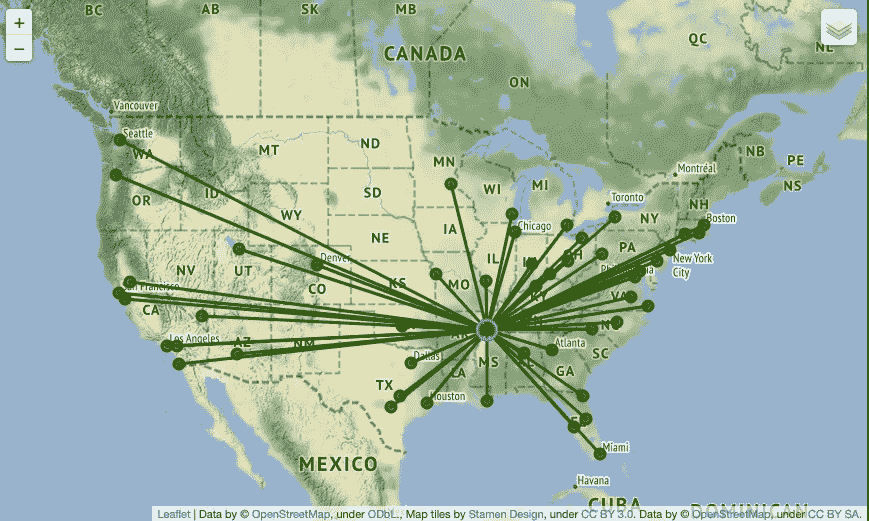 +
−
BC
AB
SK
MB
CANADA
QC
NL
ON
Vancouver
Seattle
WA
MT
ND
MN
WI
MI
Montréal
NB
PE
NS
Toronto
NH
Boston
OR
ID
SD
WY
IA
Chicago
NY
NE
PA
New York
City
NV
UT
Denver
CO
KS
MO
IL
KY
VA
CA
Los Angeles
AZ
NM
Atlanta
SC
GA
MS
Dallas
TX
LA
Houston
Miami
MEXICO
Havana
CUBA
DOMINICAN
Leaflet | Data by © OpenStreetMap, under ODbL., Map tiles by Stamen Design, under CC BY 3.0. Data by © OpenStreetMap, under CC BY SA.